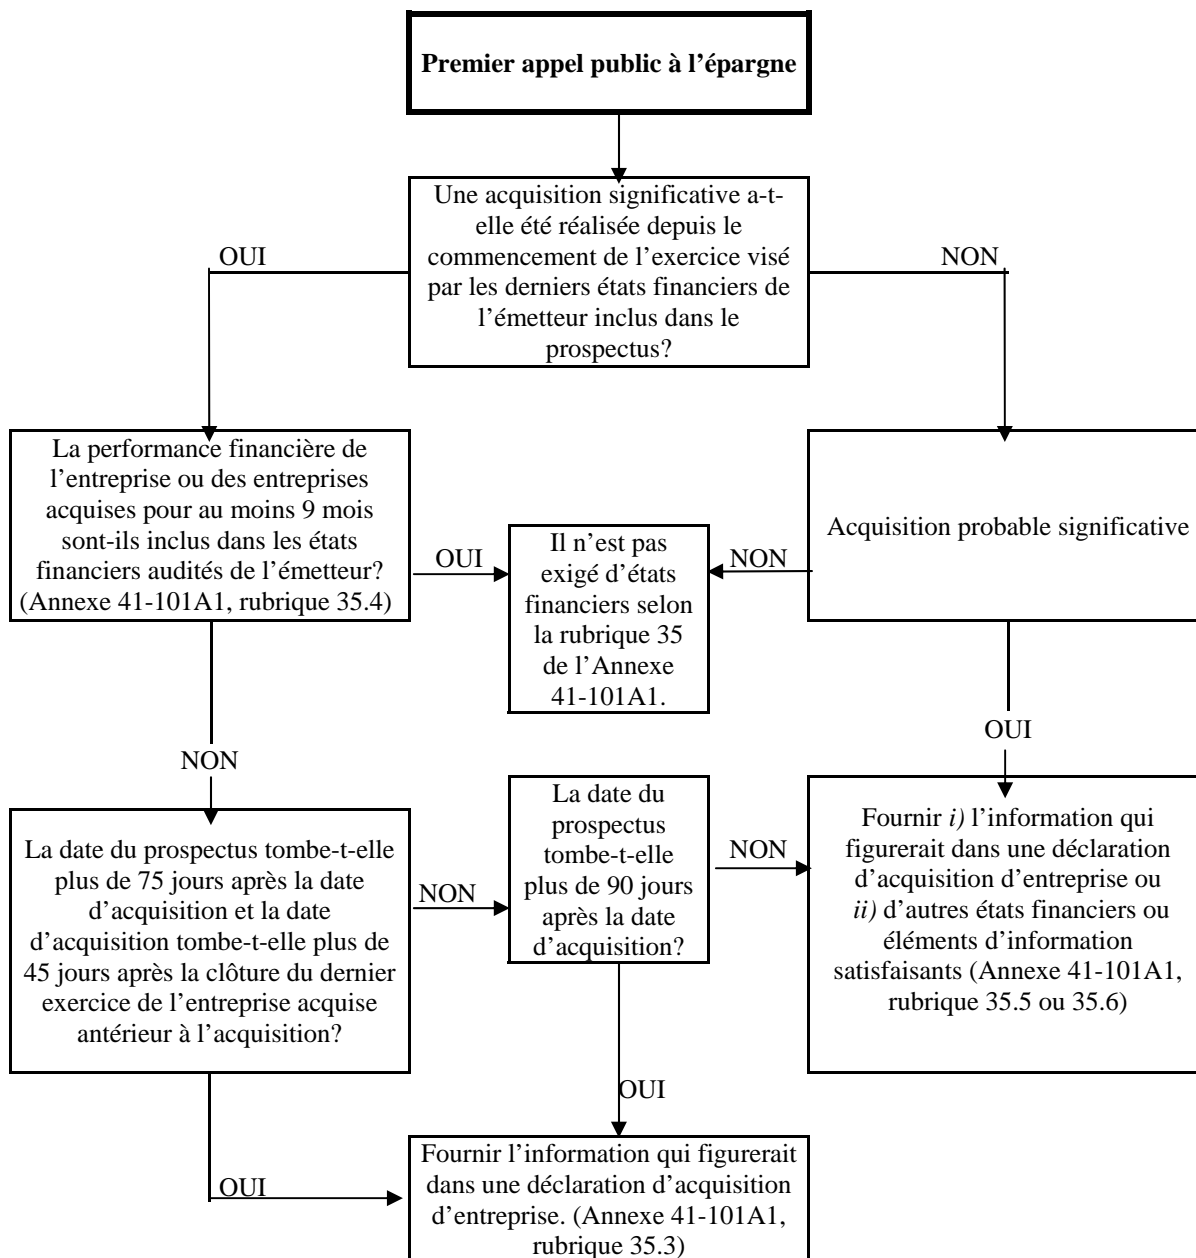 Premier appel public à l’épargne
Une acquisition significative a-t-
elle été réalisée depuis le
commencement de l’exercice visé
par les derniers états financiers de
l’émetteur inclus dans le
prospectus?
OUI
NON
La performance financière de
l’entreprise ou des entreprises
acquises pour au moins 9 mois
sont-ils inclus dans les états
financiers audités de l’émetteur?
(Annexe 41-101A1, rubrique 35.4)
OUI
Il n’est pas
exigé d’états
financiers selon
la rubrique 35
de l’Annexe
41-101A1.
NON
Acquisition probable significative
NON
OUI
La date du prospectus tombe-t-elle
plus de 75 jours après la date
d’acquisition et la date
d’acquisition tombe-t-elle plus de
45 jours après la clôture du dernier
exercice de l’entreprise acquise
antérieur à l’acquisition?
NON
La date du
prospectus
tombe-t-elle
plus de 90 jours
après la date
d’acquisition?
NON
Fournir i) l’information qui
figurerait dans une déclaration
d’acquisition d’entreprise ou
ii) d’autres états financiers ou
éléments d’information
satisfaisants (Annexe 41-101A1,
rubrique 35.5 ou 35.6)
OUI
OUI
Fournir l’information qui figurerait
dans une déclaration d’acquisition
d’entreprise. (Annexe 41-101A1,
rubrique 35.3)